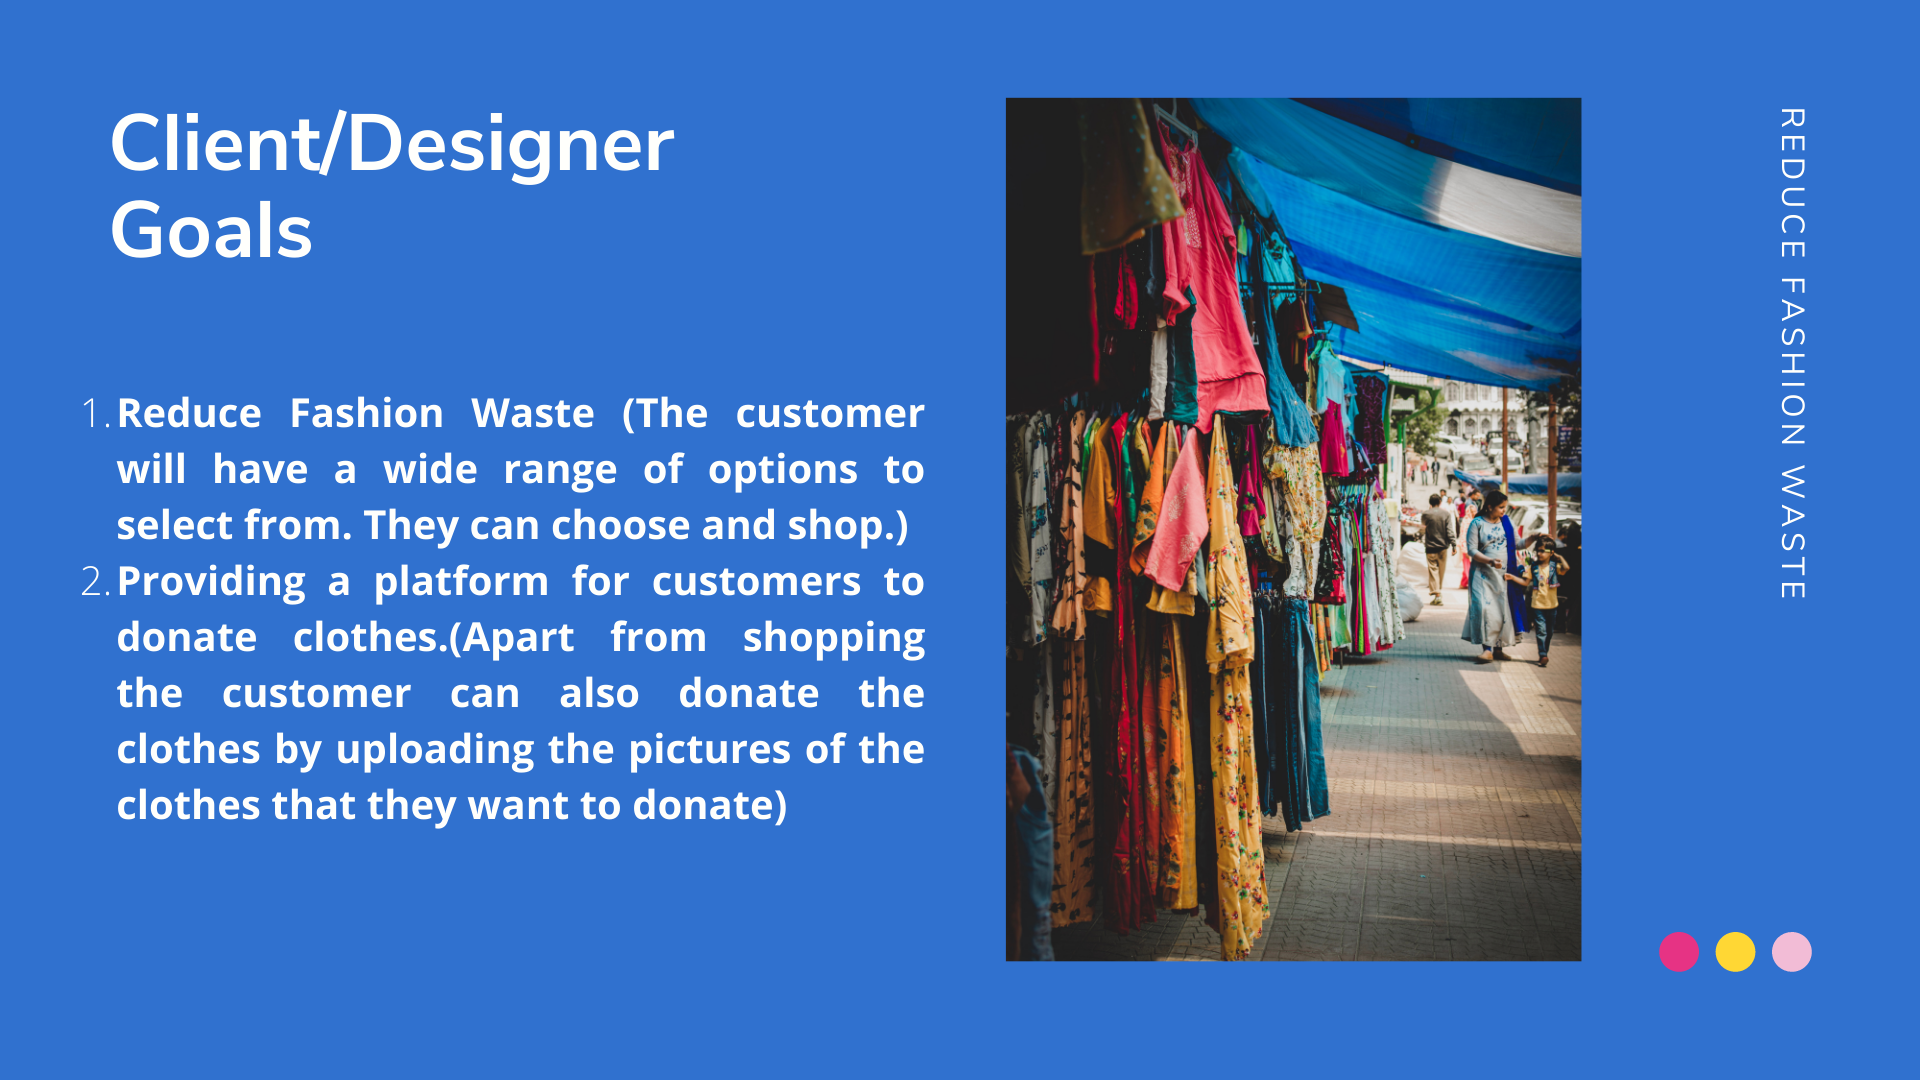 Client/Designer
Goals
1. Reduce Fashion Waste (The customer
will have a wide range of options to
select from. They can choose and shop.)
2. Providing a platform for customers to
donate clothes.(Apart from shopping
the customer can also donate the
clothes by uploading the pictures of the
clothes that they want to donate)
REDUCE FASHION WASTE